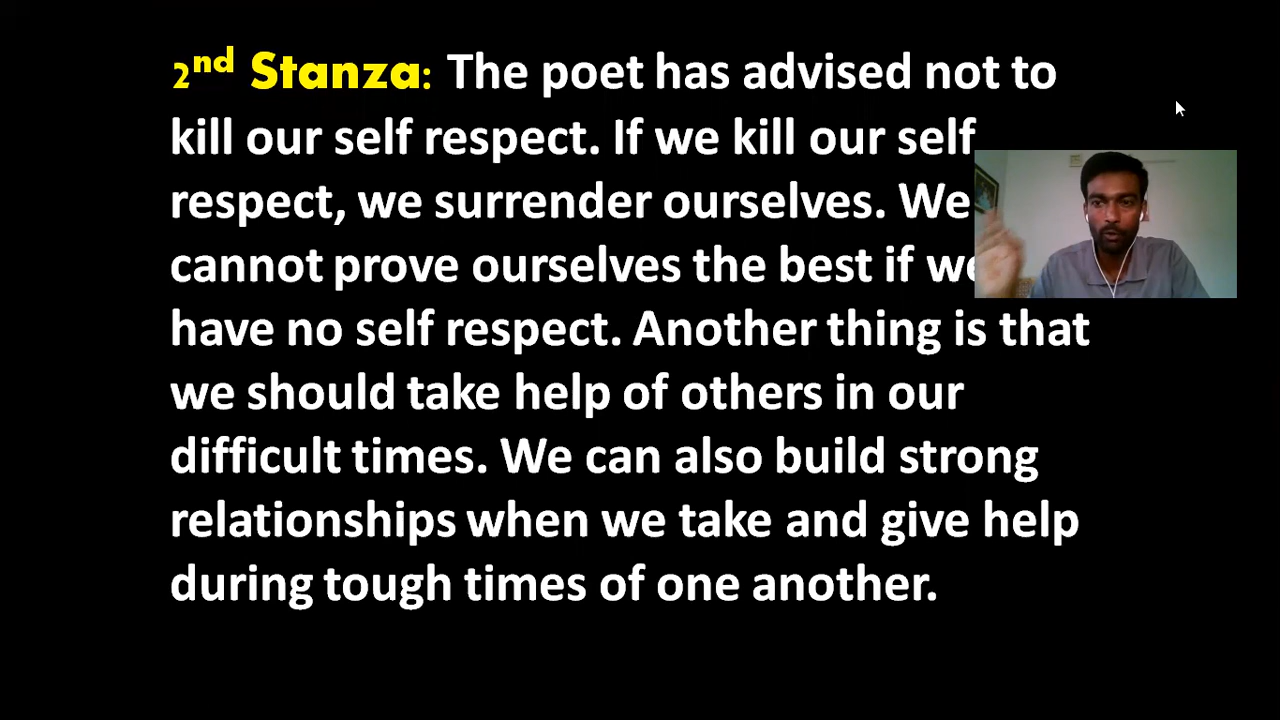 2nd Stanza: The poet has advised not to
kill our self respect. If we kill our self
respect, we surrender ourselves. We
cannot prove ourselves the best if we
have no self respect. Another thing is that
we should take help of others in our
difficult times. We can also build strong
relationships when we take and give help
during tough times of one another.